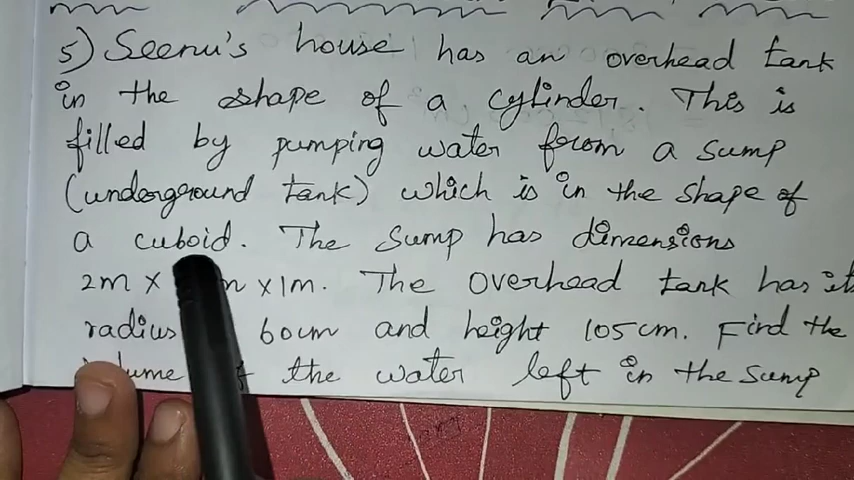 5) Seenu's house has an overhead tank
in the shape of a cylinder. This is
filled by pumping water from a sump
(underground tank) which is in the shape of
a cuboid. The sump has dimensions
2m × m × 1m. The overhead tank has its
radius 60cm and height 105cm. Find the
the water left in the sump